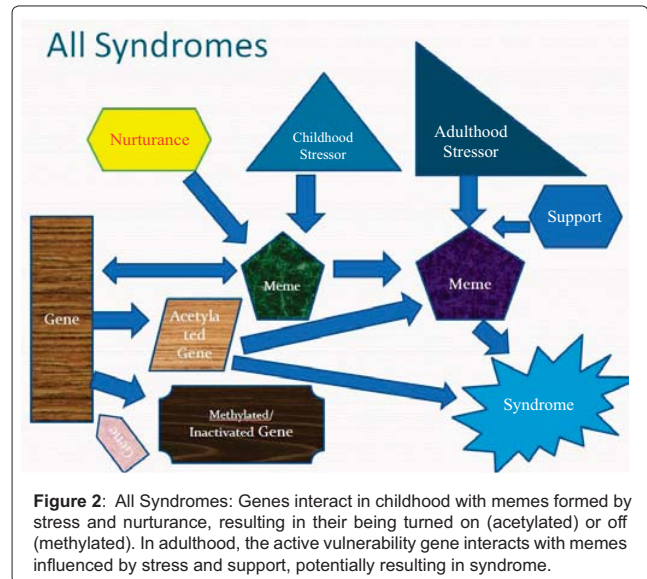 All Syndromes
Nurturance
Childhood
Stressor
Adulthood
Stressor
Support
Gene
Meme
Meme
Acetyla
ted
Gene
Methylated/
Inactivated Gene
Gene
Syndrome
Figure 2: All Syndromes: Genes interact in childhood with memes formed by
stress and nurturance, resulting in their being turned on (acetylated) or off
(methylated). In adulthood, the active vulnerability gene interacts with memes
influenced by stress and support, potentially resulting in syndrome.